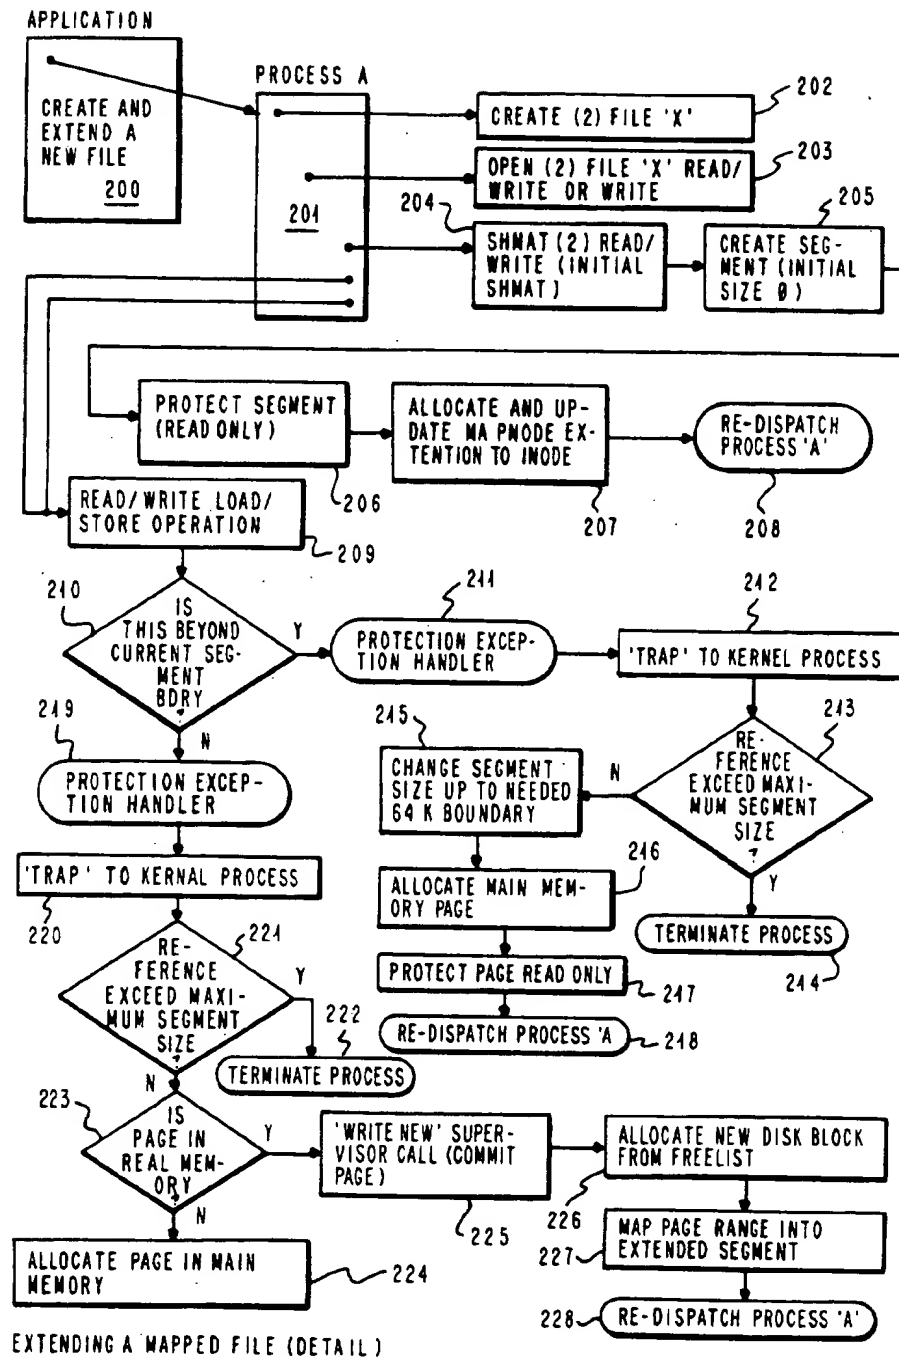 APPLICATION
CREATE AND
EXTEND A
NEW FILE
200
PROCESS A
201
CREATE (2) FILE 'X'
202
OPEN (2) FILE 'X' READ/
WRITE OR WRITE
203
204
SHMAT (2) READ/
WRITE (INITIAL
SHMAT)
205
CREATE SEG-
MENT (INITIAL
SIZE 0)
PROTECT SEGMENT
(READ ONLY)
206
ALLOCATE AND UP-
DATE MA PNODE EX-
TENTION TO INODE
207
RE-DISPATCH
PROCESS 'A'
208
READ/WRITE LOAD/
STORE OPERATION
209
210
IS
THIS BEYOND
CURRENT SEG-
MENT
BDRY
?
Y
N
211
PROTECTION EXCEP-
TION HANDLER
212
'TRAP' TO KERNEL PROCESS
213
RE-
FERENCE
EXCEED MAXI-
MUM SEGMENT
SIZE
?
N
Y
TERMINATE PROCESS
214
215
CHANGE SEGMENT
SIZE UP TO NEEDED
64 K BOUNDARY
216
ALLOCATE MAIN MEM-
ORY PAGE
PROTECT PAGE READ ONLY
217
RE-DISPATCH PROCESS 'A
218
219
PROTECTION EXCEP-
TION HANDLER
'TRAP' TO KERNAL PROCESS
220
221
RE-
FERENCE
EXCEED MAXI-
MUM SEGMENT
SIZE
?
Y
N
222
TERMINATE PROCESS
223
IS
PAGE IN
REAL MEM-
ORY
?
Y
N
ALLOCATE PAGE IN MAIN
MEMORY
224
'WRITE NEW' SUPER-
VISOR CALL (COMMIT
PAGE)
225
ALLOCATE NEW DISK BLOCK
FROM FREELIST
226
MAP PAGE RANGE INTO
EXTENDED SEGMENT
227
RE-DISPATCH PROCESS 'A'
228
EXTENDING A MAPPED FILE (DETAIL)